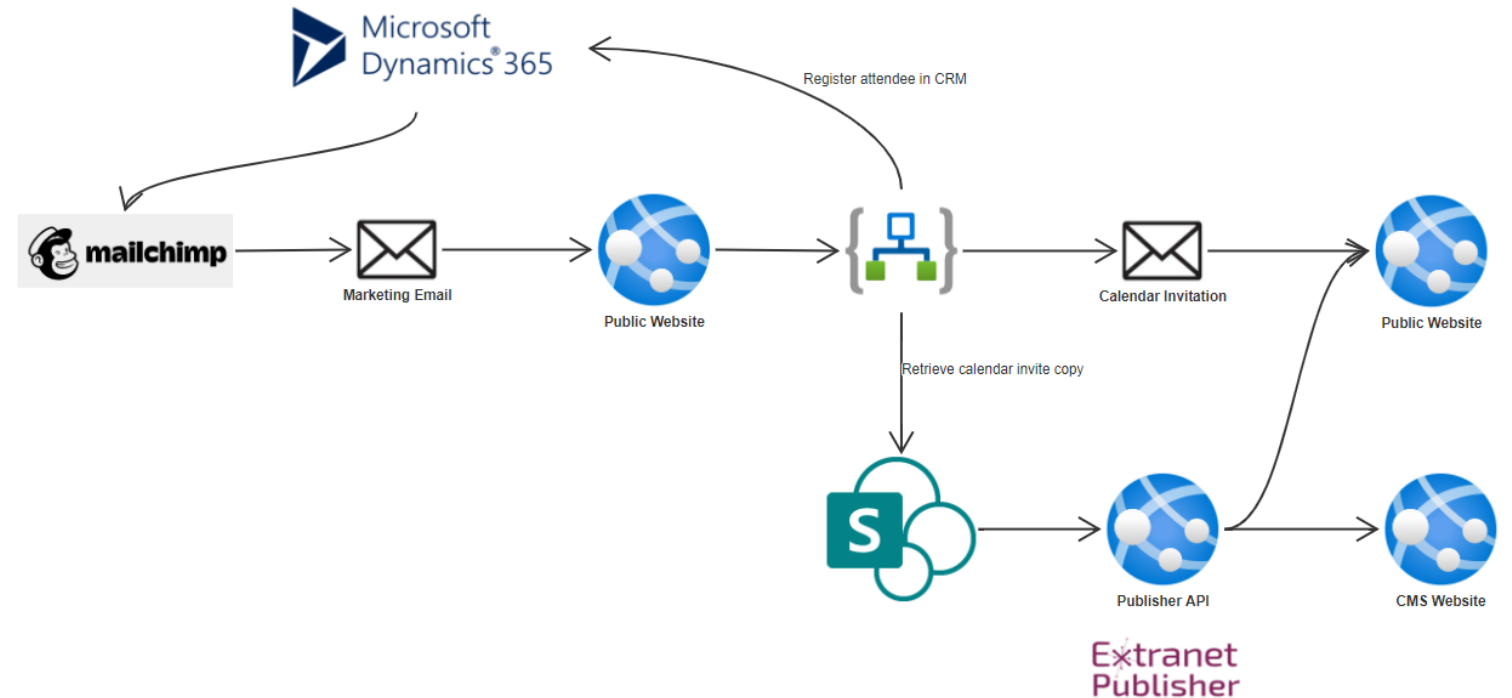 Microsoft
Dynamics® 365
Register attendee in CRM
mailchimp
Marketing Email
Public Website
Calendar Invitation
Public Website
Retrieve calendar invite copy
S
Publisher API
CMS Website
Extranet
Publisher